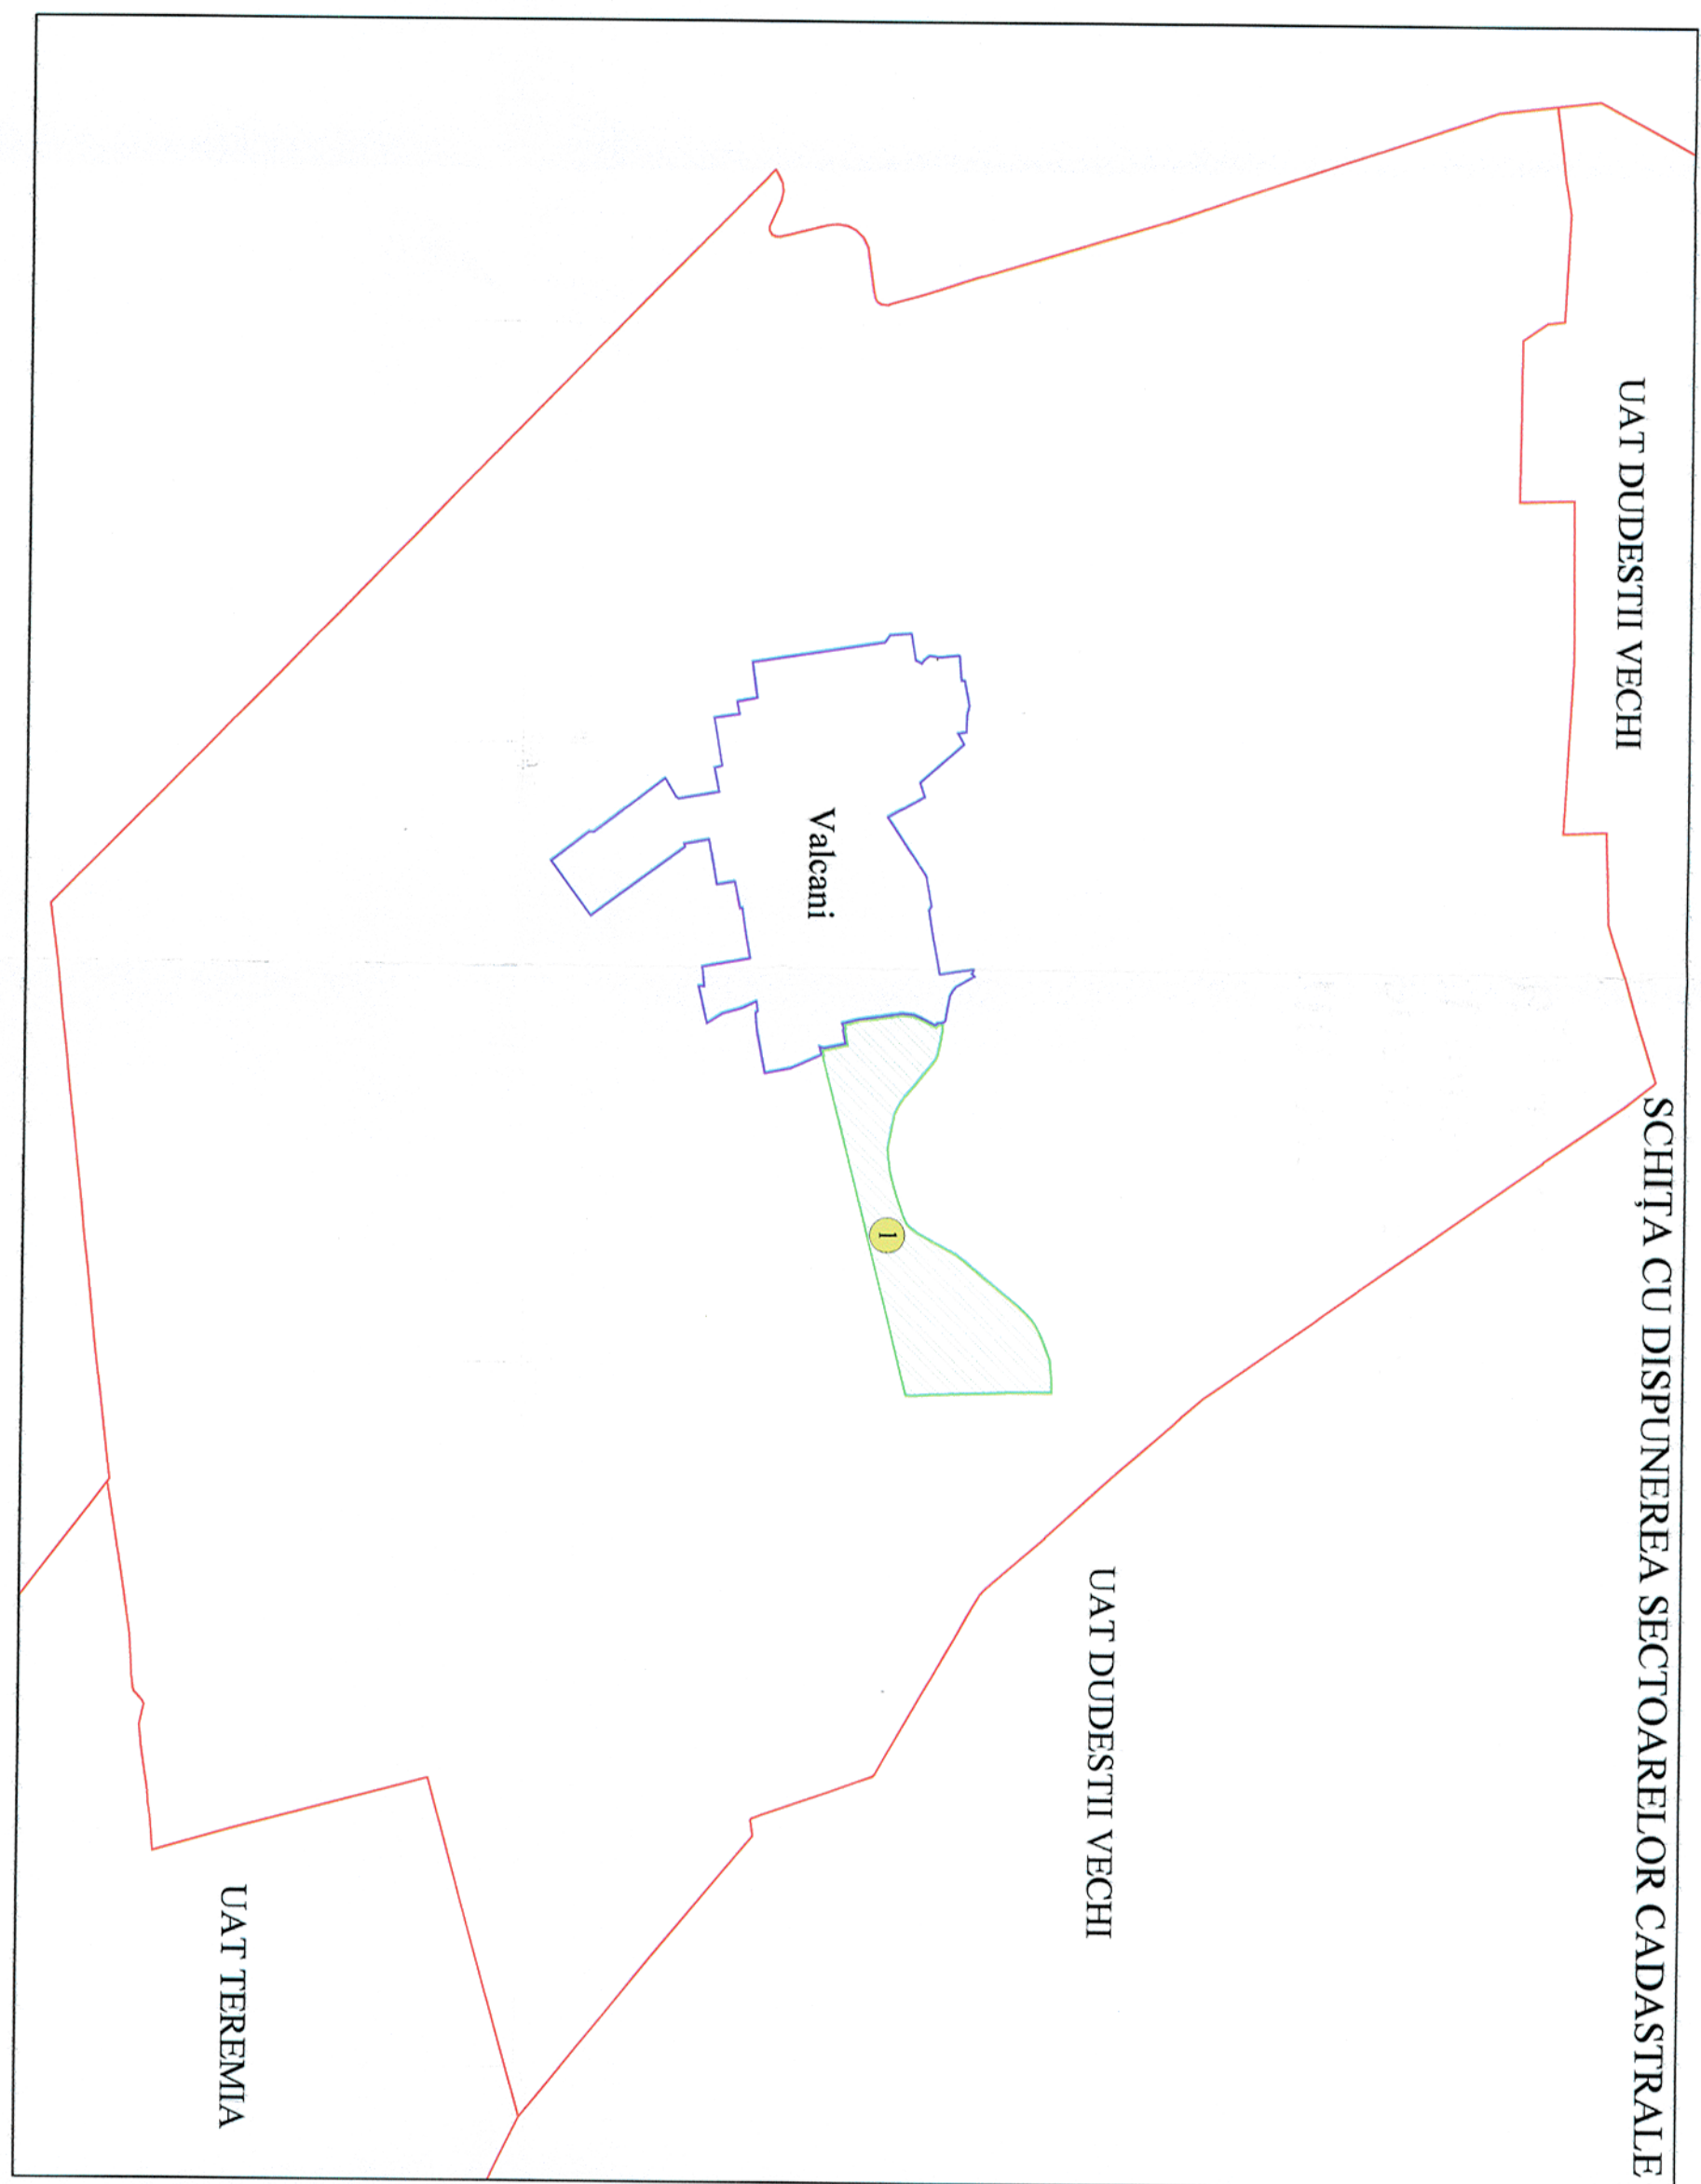 SCHIȚA CU DISPUNEREA SECTOARELOR CADASTRALE
UAT DUDESTII VECHI
UAT DUDESTII VECHI
Valcani
1
UAT TEREMIA